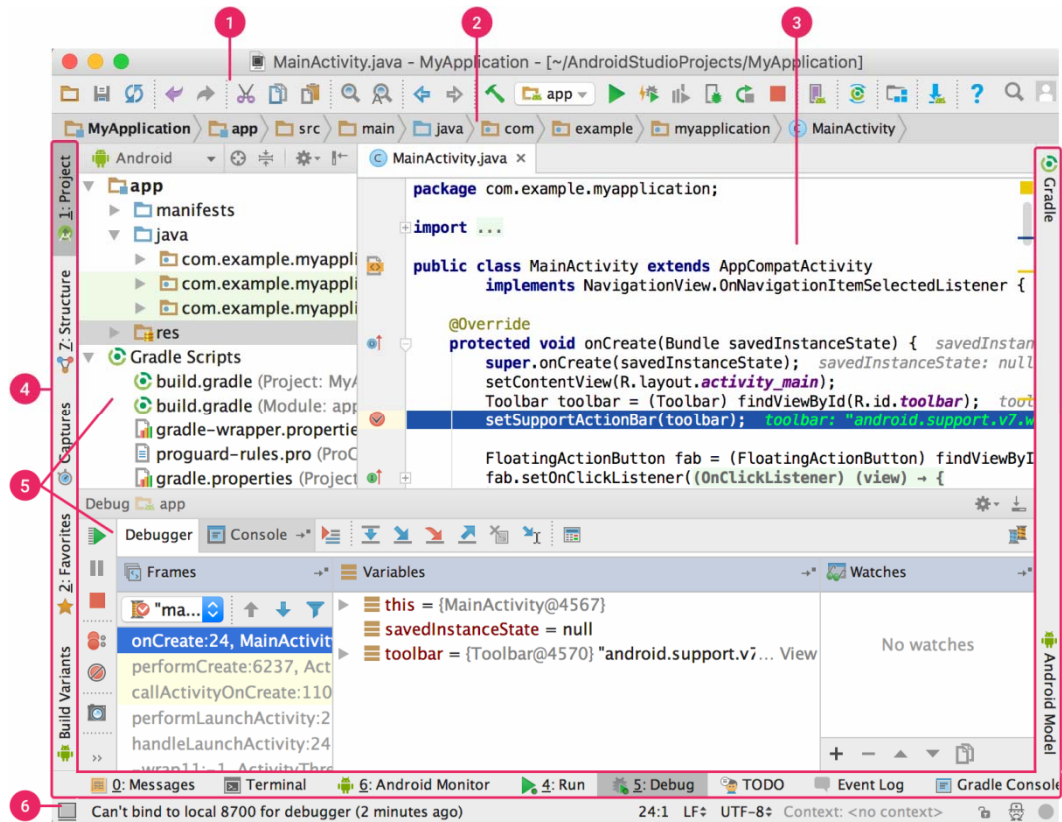 1 2 3
MainActivity.java - MyApplication - [~/AndroidStudioProjects/MyApplication]
app
MyApplication app src main java com example myapplication MainActivity
1: Project
Z: Structure
Captures
2: Favorites
Build Variants
4
5
6
Android
app
manifests
java
com.example.myappli
com.example.myappli
com.example.myappli
res
Gradle Scripts
build.gradle (Project: MyA
build.gradle (Module: app
gradle-wrapper.propertie
proguard-rules.pro (ProC
gradle.properties (Project
MainActivity.java
package com.example.myapplication;
import ...
public class MainActivity extends AppCompatActivity
implements NavigationView.OnNavigationItemSelectedListener {
@Override
protected void onCreate(Bundle savedInstanceState) { savedInstan
super.onCreate(savedInstanceState); savedInstanceState: null
setContentView(R.layout.activity_main);
Toolbar toolbar = (Toolbar) findViewById(R.id.toolbar); tool
setSupportActionBar(toolbar); toolbar: "android.support.v7.w
FloatingActionButton fab = (FloatingActionButton) findViewByI
fab.setOnClickListener((OnClickListener) (view) → {
Gradle
Android Model
Debug app
Debugger Console
Frames Variables Watches
"ma...
onCreate:24, MainActivit
performCreate:6237, Act
callActivityOnCreate:110
performLaunchActivity:2
handleLaunchActivity:24
-wrap11:-1, ActivityThre
this = {MainActivity@4567}
savedInstanceState = null
toolbar = {Toolbar@4570} "android.support.v7... View
No watches
0: Messages Terminal 6: Android Monitor 4: Run 5: Debug TODO Event Log Gradle Console
Can't bind to local 8700 for debugger (2 minutes ago) 24:1 LF UTF-8 Context: <no context>